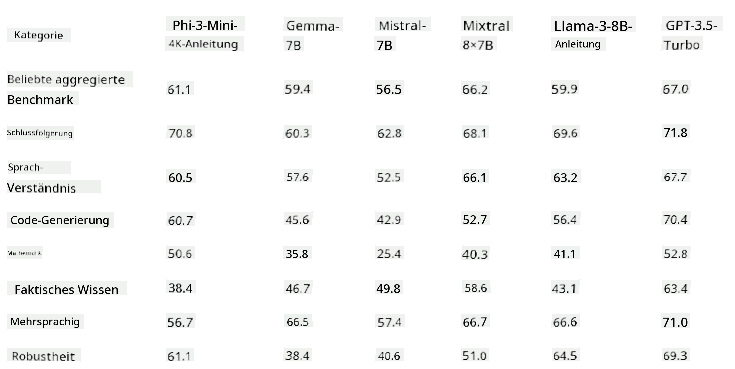 Kategorie Phi-3-Mini- 4K-Anleitung Gemma- 7B Mistral- 7B Mixtral 8×7B Llama-3-8B- Anleitung GPT-3.5- Turbo
Beliebte aggregierte Benchmark 61.1 59.4 56.5 66.2 59.9 67.0
Schlussfolgerung 70.8 60.3 62.8 68.1 69.6 71.8
Sprach- Verständnis 60.5 57.6 52.5 66.1 63.2 67.7
Code-Generierung 60.7 45.6 42.9 52.7 56.4 70.4
Mathematik 50.6 35.8 25.4 40.3 41.1 52.8
Faktisches Wissen 38.4 46.7 49.8 58.6 43.1 63.4
Mehrsprachig 56.7 66.5 57.4 66.7 66.6 71.0
Robustheit 61.1 38.4 40.6 51.0 64.5 69.3